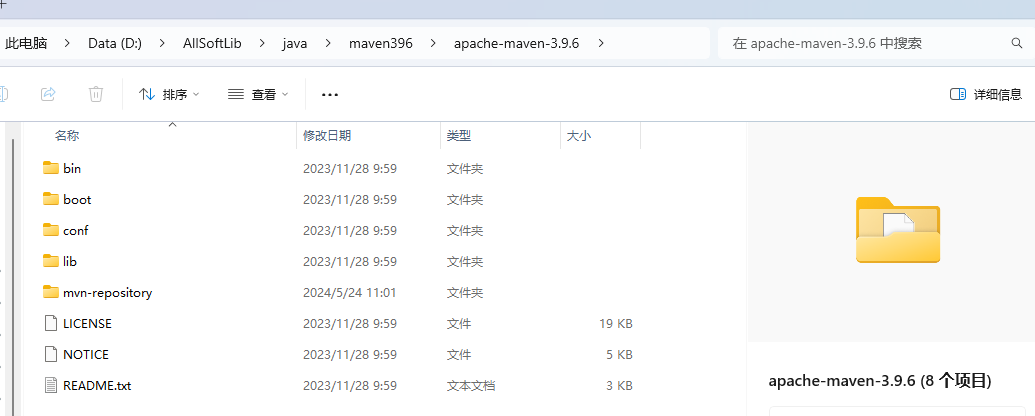 此电脑 > Data (D:) > AllSoftLib > java > maven396 > apache-maven-3.9.6 > 在 apache-maven-3.9.6 中搜索
排序 查看 ··· 详细信息
名称 修改日期 类型 大小
bin 2023/11/28 9:59 文件夹
boot 2023/11/28 9:59 文件夹
conf 2023/11/28 9:59 文件夹
lib 2023/11/28 9:59 文件夹
mvn-repository 2024/5/24 11:01 文件夹
LICENSE 2023/11/28 9:59 文件 19 KB
NOTICE 2023/11/28 9:59 文件 5 KB
README.txt 2023/11/28 9:59 文本文档 3 KB
apache-maven-3.9.6 (8 个项目)